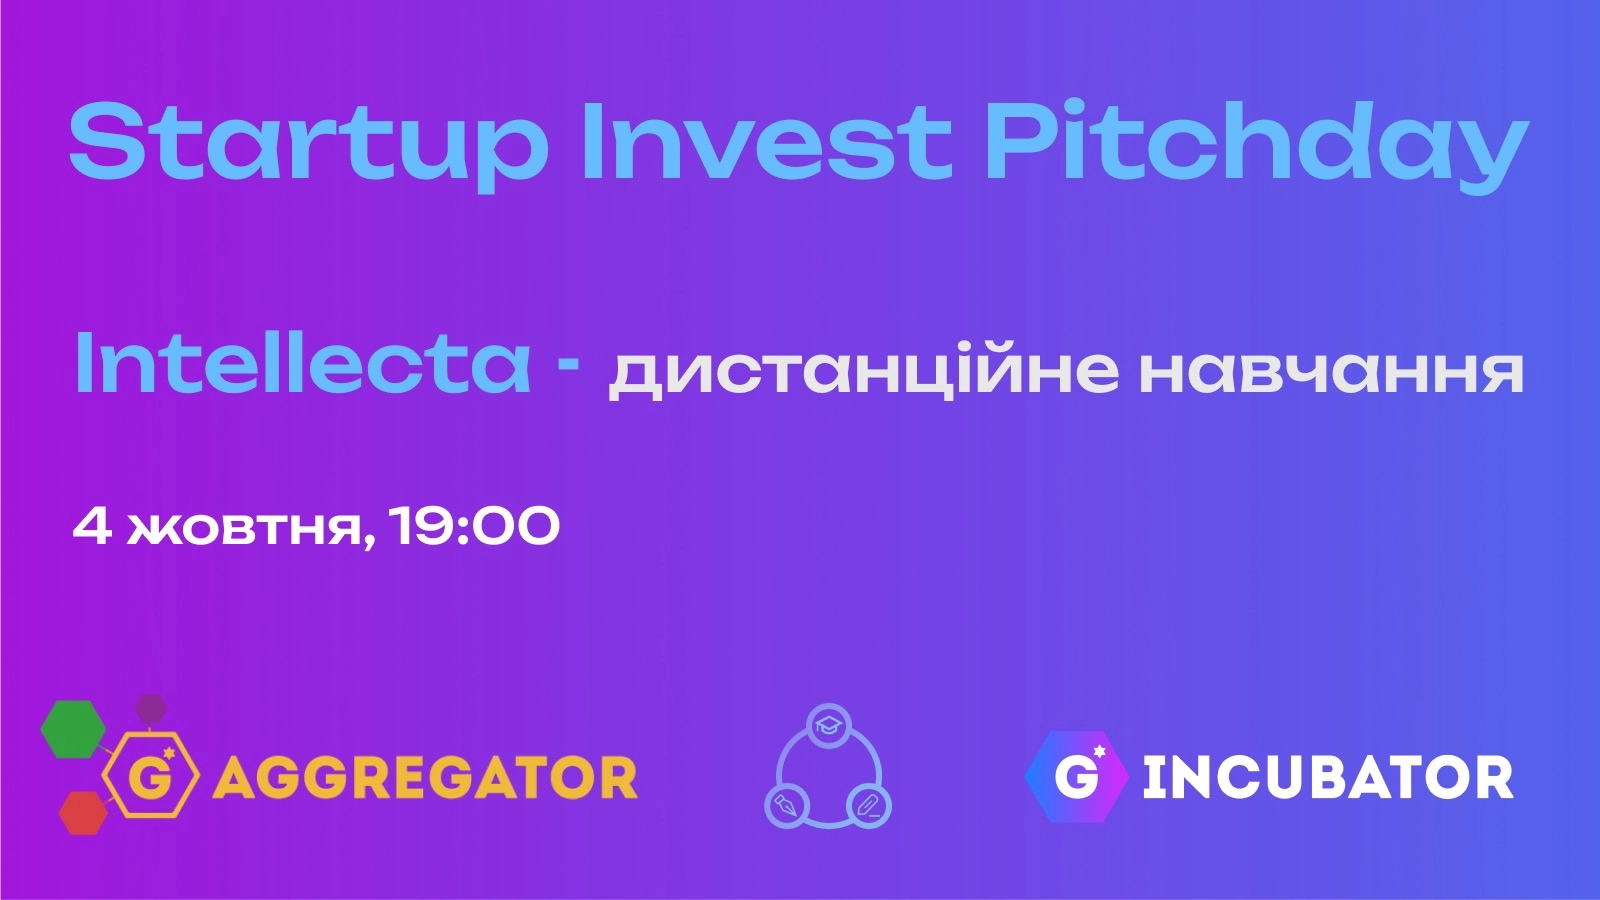 Startup Invest Pitchday
Intellecta - дистанційне навчання
4 жовтня, 19:00
G* AGGREGATOR
G* INCUBATOR